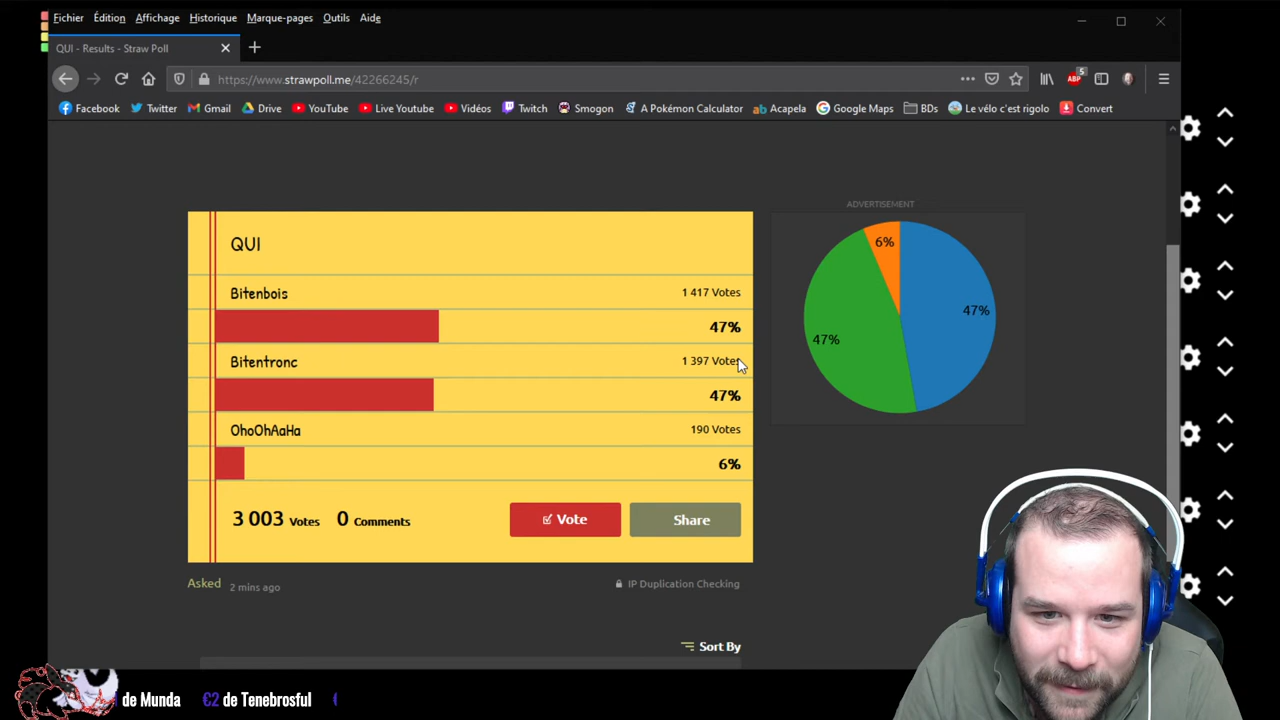 Fichier Édition Affichage Historique Marque-pages Outils Aide
QUI - Results - Straw Poll
https://www.strawpoll.me/42266245/r
5
ABP
Facebook Twitter Gmail Drive YouTube Live Youtube Vidéos Twitch Smogon A Pokémon Calculator Acapela Google Maps BDs Le vélo c'est rigolo Convert
ADVERTISEMENT
QUI
Bitenbois 1 417 Votes
47%
Bitentronc 1 397 Votes
47%
OhoOhAaHa 190 Votes
6%
3 003 Votes 0 Comments
Vote Share
Asked 2 mins ago
IP Duplication Checking
Sort By
6%
47%
47%
de Munda €2 de Tenebrosful